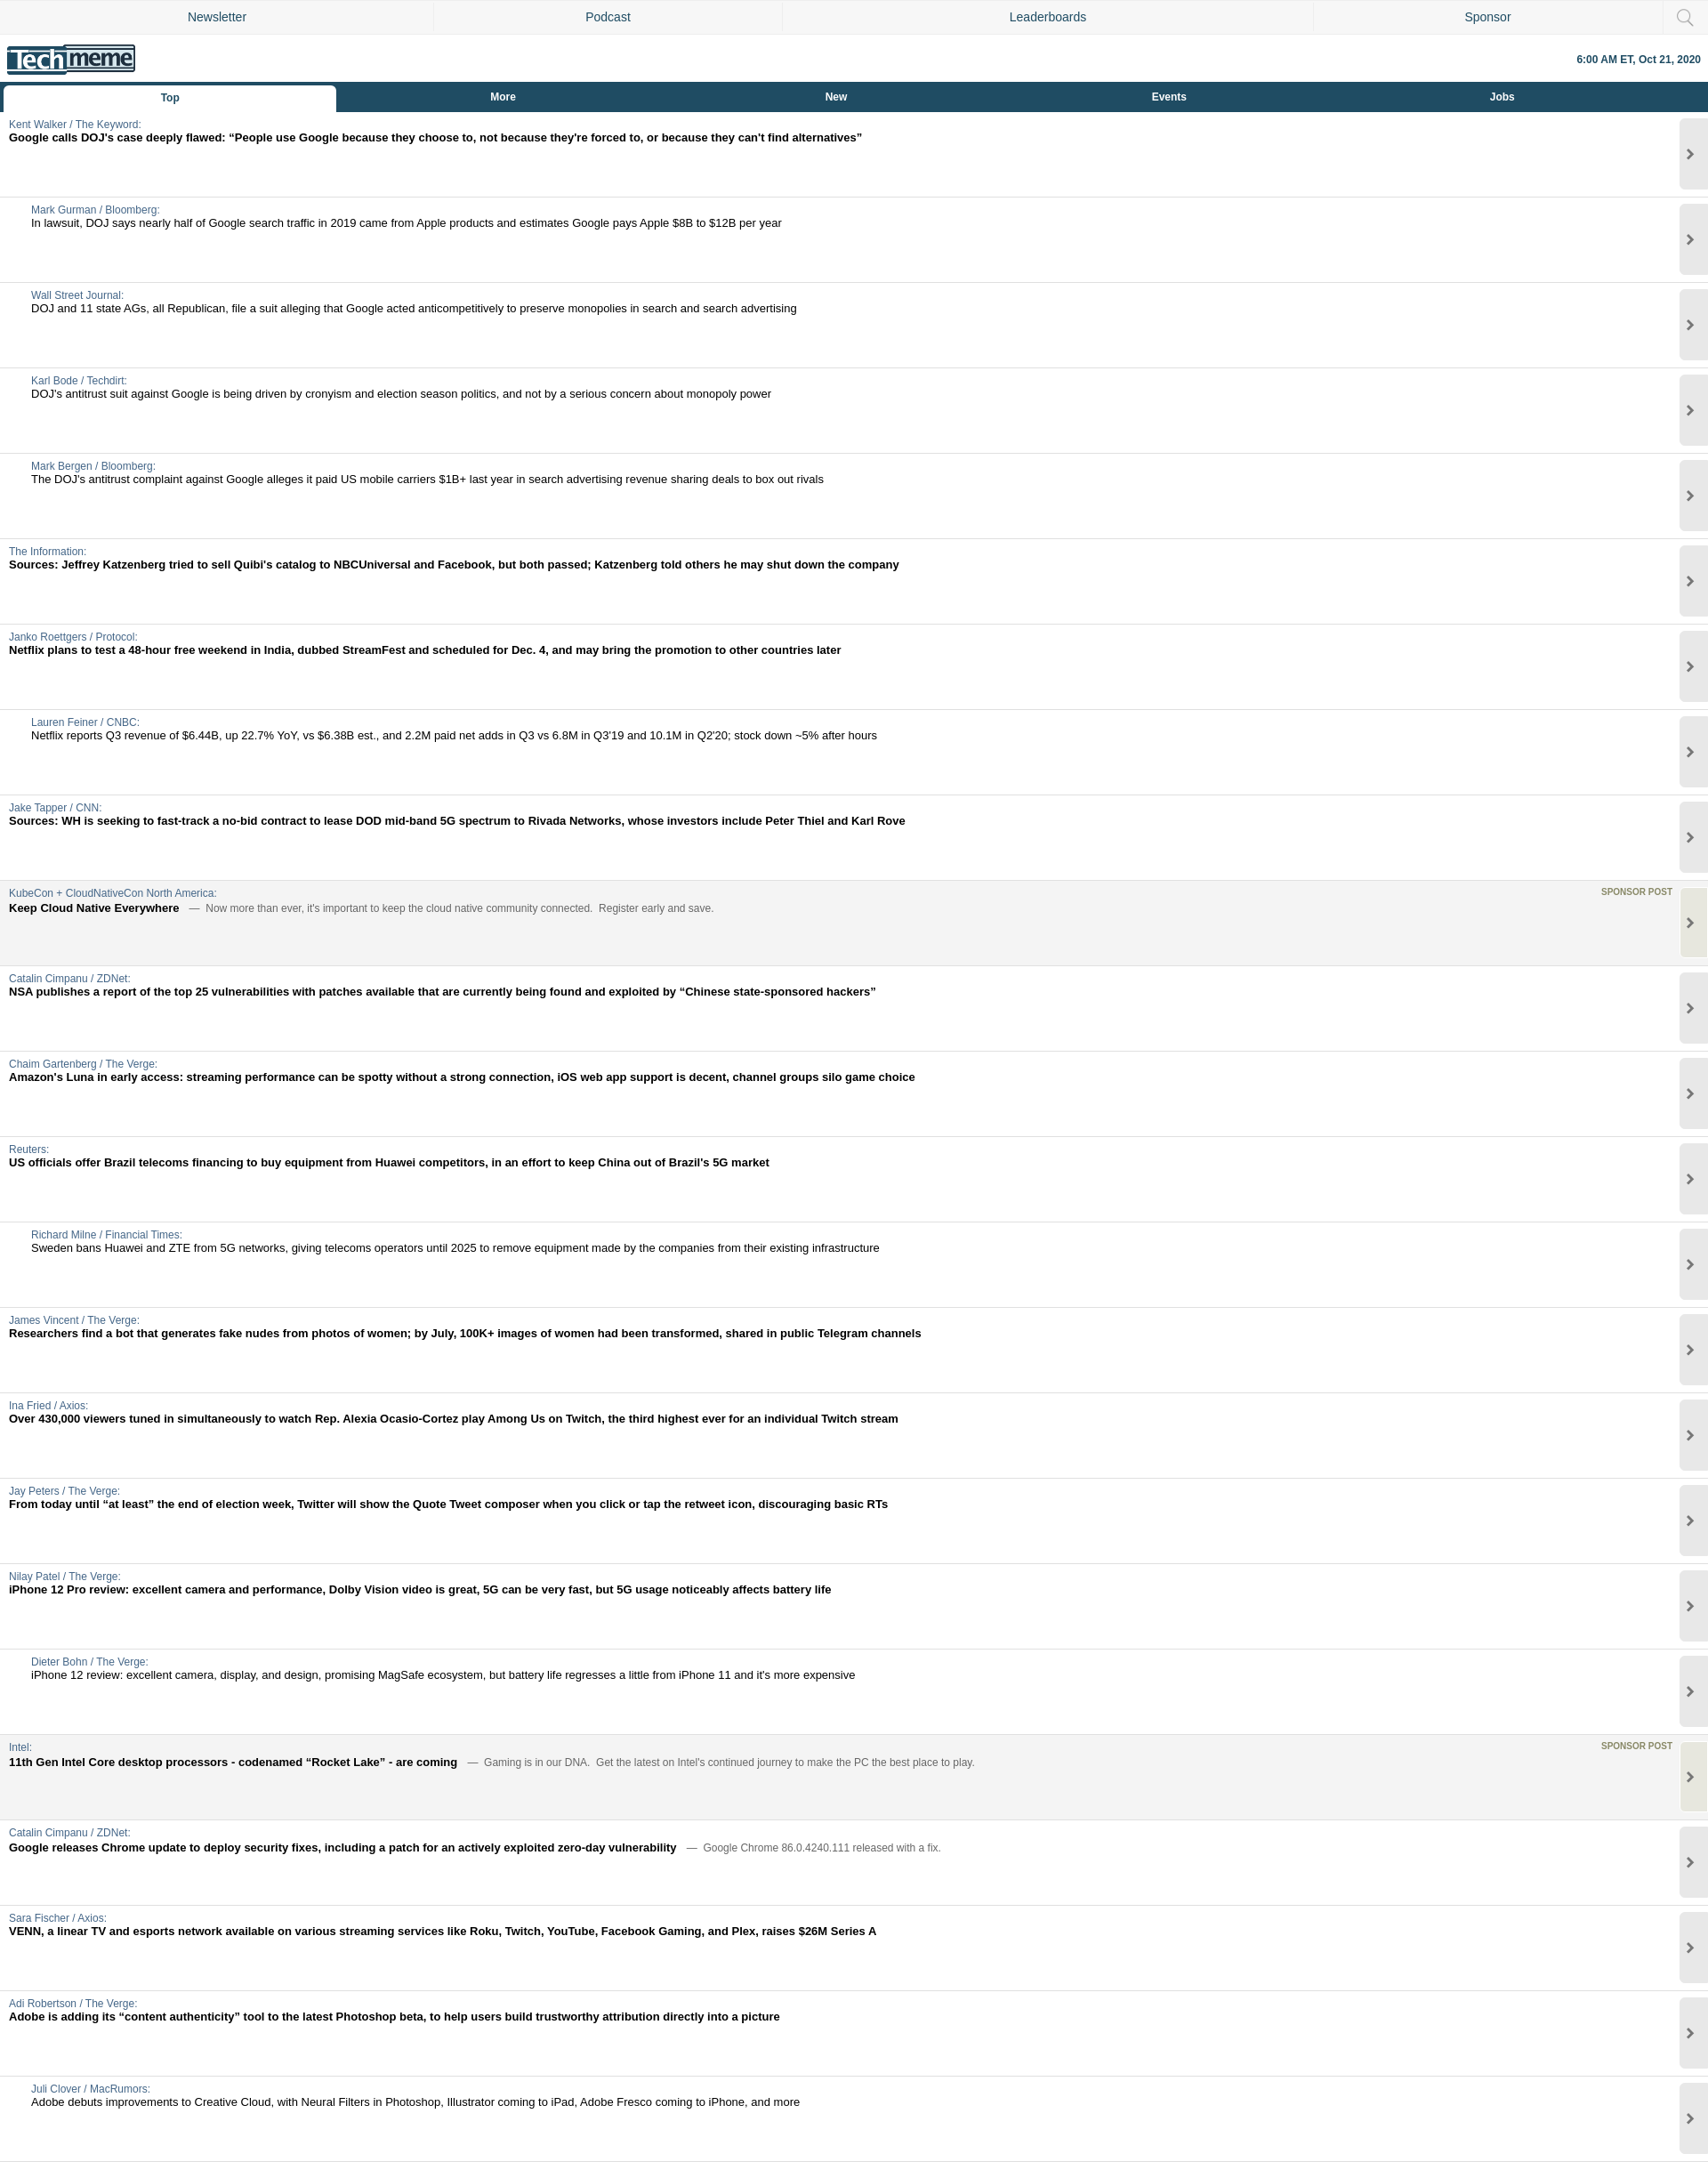 Newsletter
Podcast
Leaderboards
Sponsor
Techmeme
6:00 AM ET, Oct 21, 2020
Top
More
New
Events
Jobs
Kent Walker / The Keyword:
Google calls DOJ's case deeply flawed: “People use Google because they choose to, not because they're forced to, or because they can't find alternatives”
Mark Gurman / Bloomberg:
In lawsuit, DOJ says nearly half of Google search traffic in 2019 came from Apple products and estimates Google pays Apple $8B to $12B per year
Wall Street Journal:
DOJ and 11 state AGs, all Republican, file a suit alleging that Google acted anticompetitively to preserve monopolies in search and search advertising
Karl Bode / Techdirt:
DOJ's antitrust suit against Google is being driven by cronyism and election season politics, and not by a serious concern about monopoly power
Mark Bergen / Bloomberg:
The DOJ's antitrust complaint against Google alleges it paid US mobile carriers $1B+ last year in search advertising revenue sharing deals to box out rivals
The Information:
Sources: Jeffrey Katzenberg tried to sell Quibi's catalog to NBCUniversal and Facebook, but both passed; Katzenberg told others he may shut down the company
Janko Roettgers / Protocol:
Netflix plans to test a 48-hour free weekend in India, dubbed StreamFest and scheduled for Dec. 4, and may bring the promotion to other countries later
Lauren Feiner / CNBC:
Netflix reports Q3 revenue of $6.44B, up 22.7% YoY, vs $6.38B est., and 2.2M paid net adds in Q3 vs 6.8M in Q3'19 and 10.1M in Q2'20; stock down ~5% after hours
Jake Tapper / CNN:
Sources: WH is seeking to fast-track a no-bid contract to lease DOD mid-band 5G spectrum to Rivada Networks, whose investors include Peter Thiel and Karl Rove
KubeCon + CloudNativeCon North America:
SPONSOR POST
Keep Cloud Native Everywhere — Now more than ever, it's important to keep the cloud native community connected. Register early and save.
Catalin Cimpanu / ZDNet:
NSA publishes a report of the top 25 vulnerabilities with patches available that are currently being found and exploited by “Chinese state-sponsored hackers”
Chaim Gartenberg / The Verge:
Amazon's Luna in early access: streaming performance can be spotty without a strong connection, iOS web app support is decent, channel groups silo game choice
Reuters:
US officials offer Brazil telecoms financing to buy equipment from Huawei competitors, in an effort to keep China out of Brazil's 5G market
Richard Milne / Financial Times:
Sweden bans Huawei and ZTE from 5G networks, giving telecoms operators until 2025 to remove equipment made by the companies from their existing infrastructure
James Vincent / The Verge:
Researchers find a bot that generates fake nudes from photos of women; by July, 100K+ images of women had been transformed, shared in public Telegram channels
Ina Fried / Axios:
Over 430,000 viewers tuned in simultaneously to watch Rep. Alexia Ocasio-Cortez play Among Us on Twitch, the third highest ever for an individual Twitch stream
Jay Peters / The Verge:
From today until “at least” the end of election week, Twitter will show the Quote Tweet composer when you click or tap the retweet icon, discouraging basic RTs
Nilay Patel / The Verge:
iPhone 12 Pro review: excellent camera and performance, Dolby Vision video is great, 5G can be very fast, but 5G usage noticeably affects battery life
Dieter Bohn / The Verge:
iPhone 12 review: excellent camera, display, and design, promising MagSafe ecosystem, but battery life regresses a little from iPhone 11 and it's more expensive
Intel:
SPONSOR POST
11th Gen Intel Core desktop processors - codenamed “Rocket Lake” - are coming — Gaming is in our DNA. Get the latest on Intel's continued journey to make the PC the best place to play.
Catalin Cimpanu / ZDNet:
Google releases Chrome update to deploy security fixes, including a patch for an actively exploited zero-day vulnerability — Google Chrome 86.0.4240.111 released with a fix.
Sara Fischer / Axios:
VENN, a linear TV and esports network available on various streaming services like Roku, Twitch, YouTube, Facebook Gaming, and Plex, raises $26M Series A
Adi Robertson / The Verge:
Adobe is adding its “content authenticity” tool to the latest Photoshop beta, to help users build trustworthy attribution directly into a picture
Juli Clover / MacRumors:
Adobe debuts improvements to Creative Cloud, with Neural Filters in Photoshop, Illustrator coming to iPad, Adobe Fresco coming to iPhone, and more